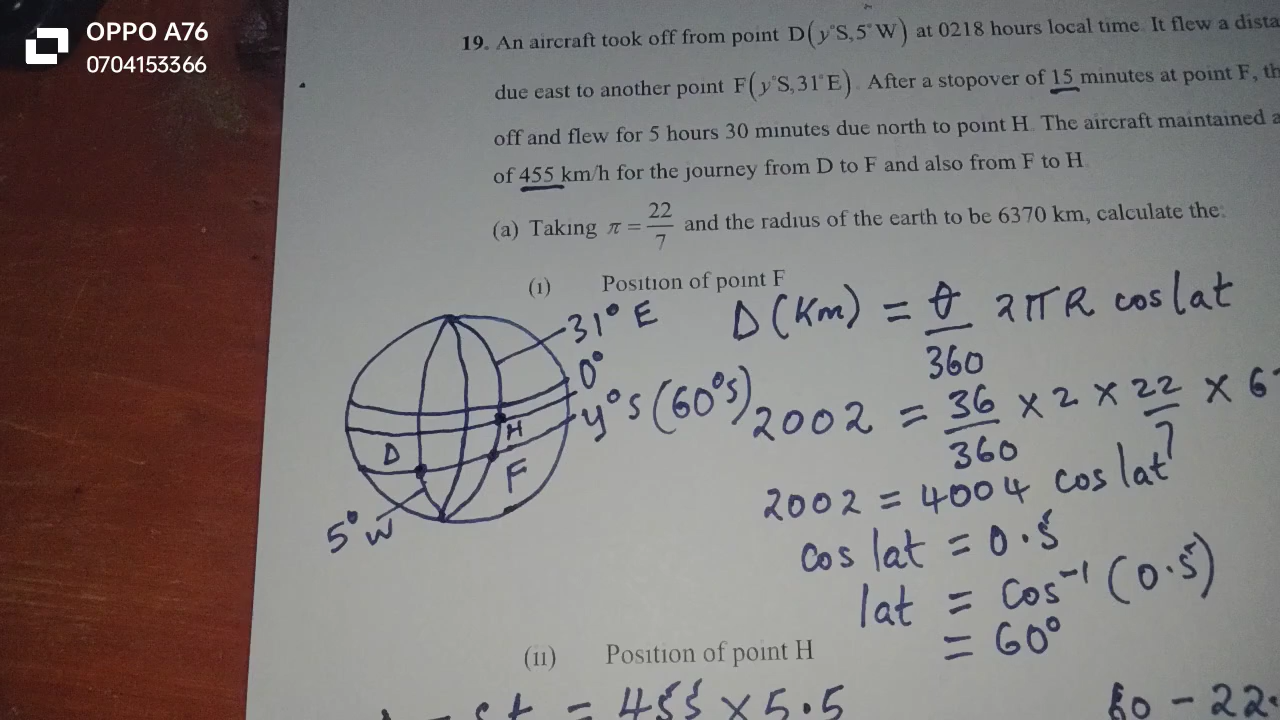 OPPO A76
0704153366
19. An aircraft took off from point D(y°S,5°W) at 0218 hours local time. It flew a dista
due east to another point F(y°S,31°E). After a stopover of 15 minutes at point F, th
off and flew for 5 hours 30 minutes due north to point H. The aircraft maintained a
of 455 km/h for the journey from D to F and also from F to H
(a) Taking π = 22/7 and the radius of the earth to be 6370 km, calculate the:
(i) Position of point F
D (Km) = θ/360 2πR cos lat
31° E
0°
y°s (60°s)
2002 = 36/360 × 2 × 22/7 × 6
H
D
F
5° W
2002 = 4004 cos lat
cos lat = 0.5
lat = cos⁻¹ (0.5)
= 60°
(ii) Position of point H
= 455 × 5.5
60 - 22